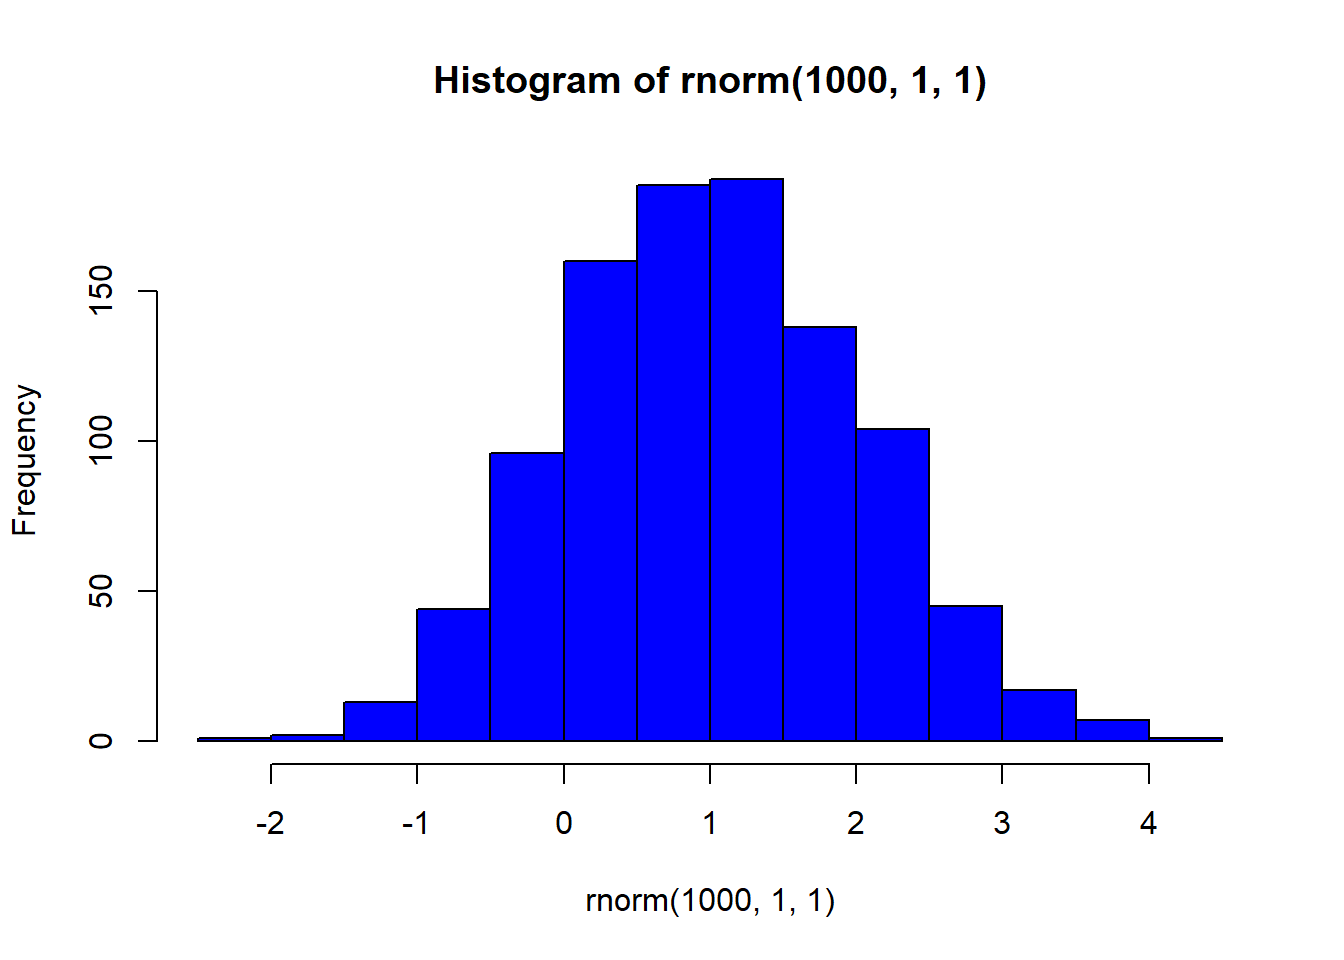 Histogram of rnorm(1000, 1, 1)
Frequency
150
100
50
0
-2 -1 0 1 2 3 4
rnorm(1000, 1, 1)